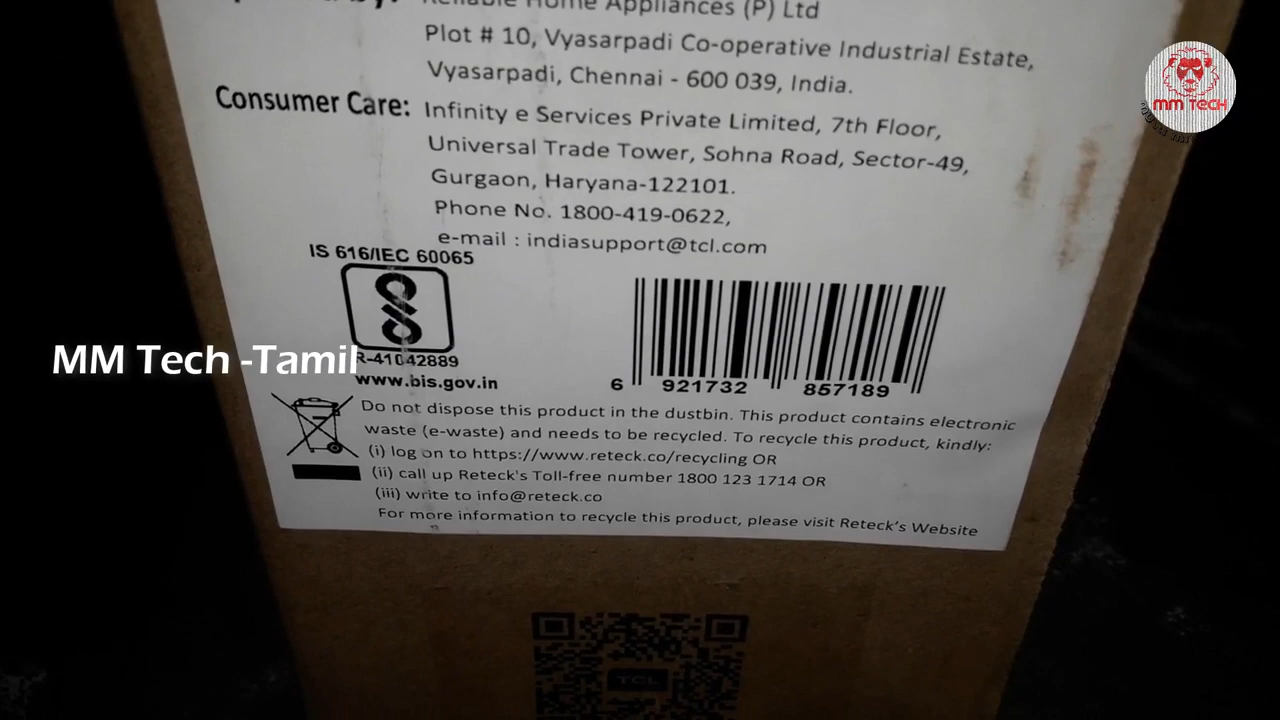 Reliable Home Appliances (P) Ltd
Plot # 10, Vyasarpadi Co-operative Industrial Estate,
Vyasarpadi, Chennai - 600 039, India.
Consumer Care: Infinity e Services Private Limited, 7th Floor,
Universal Trade Tower, Sohna Road, Sector-49,
Gurgaon, Haryana-122101.
Phone No. 1800-419-0622,
e-mail : indiasupport@tcl.com
IS 616/IEC 60065
R-41042889
www.bis.gov.in
6 921732 857189
Do not dispose this product in the dustbin. This product contains electronic
waste (e-waste) and needs to be recycled. To recycle this product, kindly:
(i) log on to https://www.reteck.co/recycling OR
(ii) call up Reteck's Toll-free number 1800 123 1714 OR
(iii) write to info@reteck.co
For more information to recycle this product, please visit Reteck's Website
TCL
MM Tech -Tamil
MM TECH